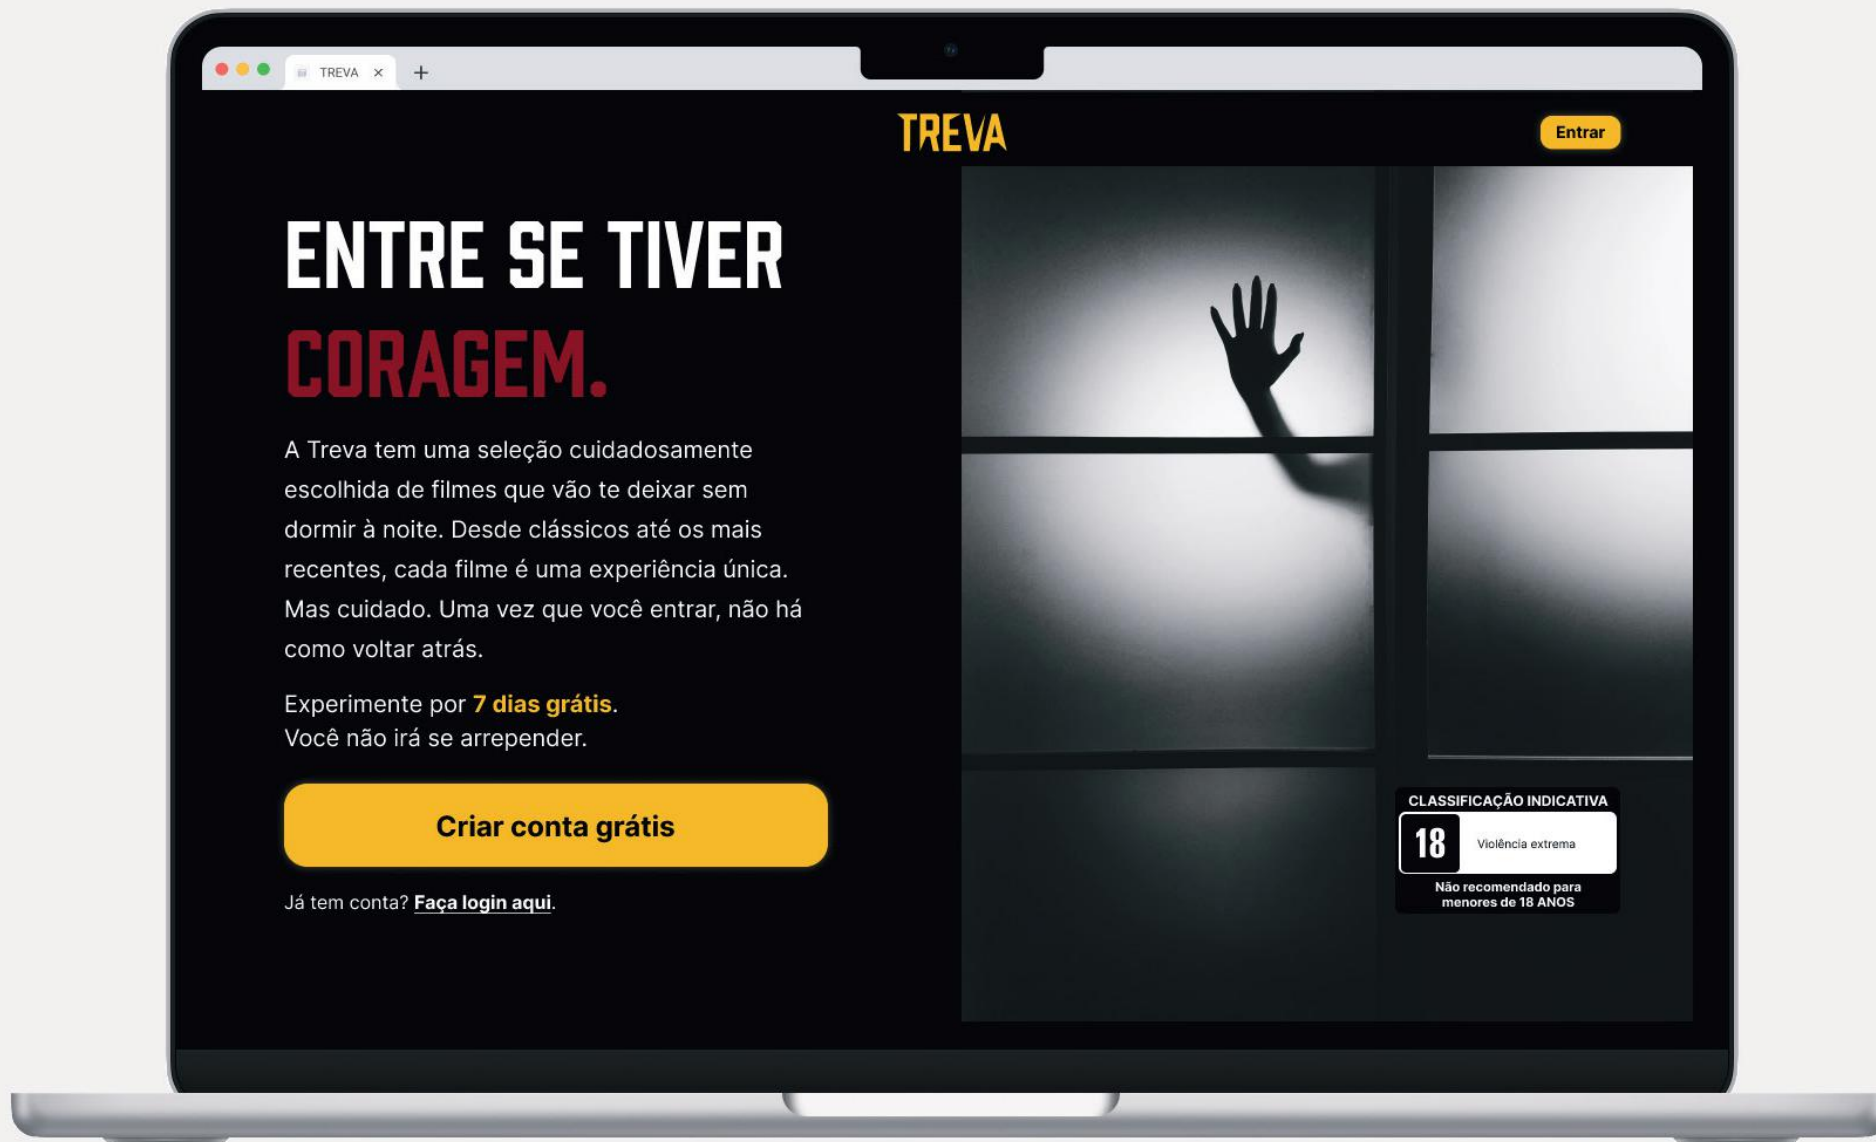 TREVA
TREVA
Entrar
ENTRE SE TIVER
CORAGEM.
A Treva tem uma seleção cuidadosamente
escolhida de filmes que vão te deixar sem
dormir à noite. Desde clássicos até os mais
recentes, cada filme é uma experiência única.
Mas cuidado. Uma vez que você entrar, não há
como voltar atrás.
Experimente por 7 dias grátis.
Você não irá se arrepender.
Criar conta grátis
Já tem conta? Faça login aqui.
CLASSIFICAÇÃO INDICATIVA
18 Violência extrema
Não recomendado para
menores de 18 ANOS